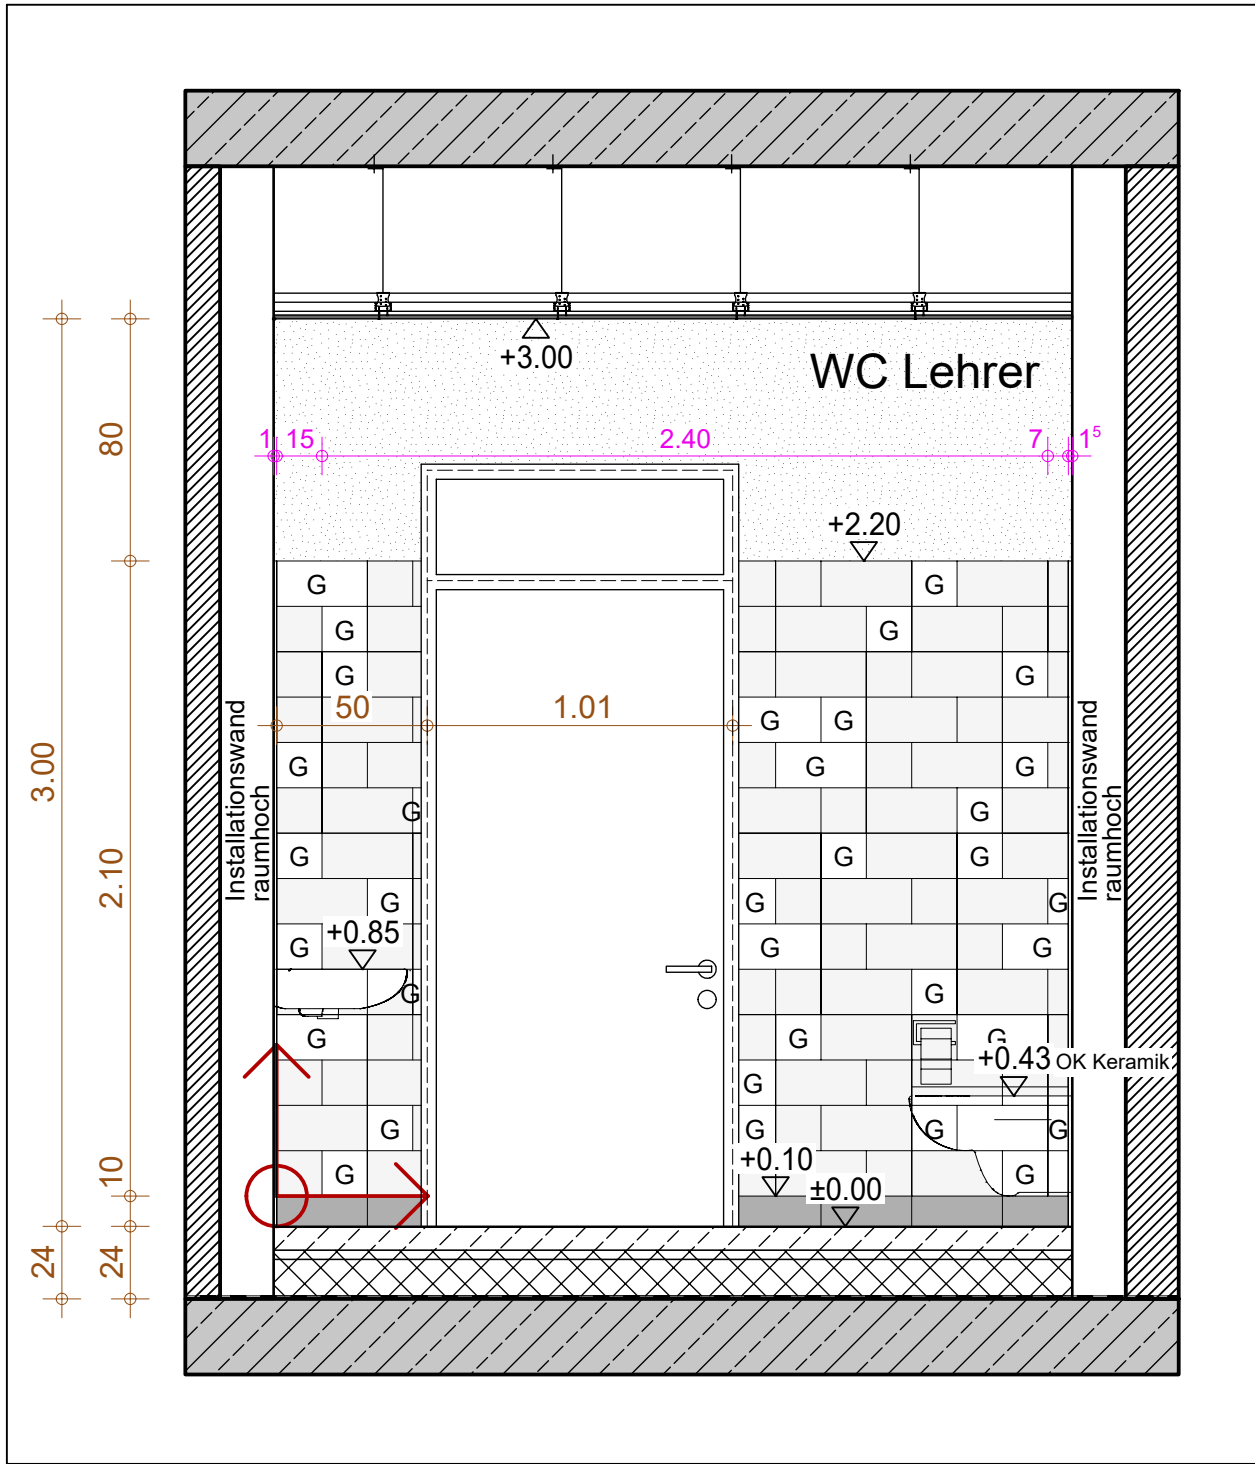 +3.00
WC Lehrer
1 15 2.40 7 1⁵
80
+2.20
G G
G G
G G
50 1.01
G G
G G G
G G
G G G
G G G
+0.85
G G G
G G
G G G
+0.43 OK Keramik
G
G G G G
+0.10
G G
±0.00
3.00
2.10
10
24 24
Installationswand
raumhoch
Installationswand
raumhoch